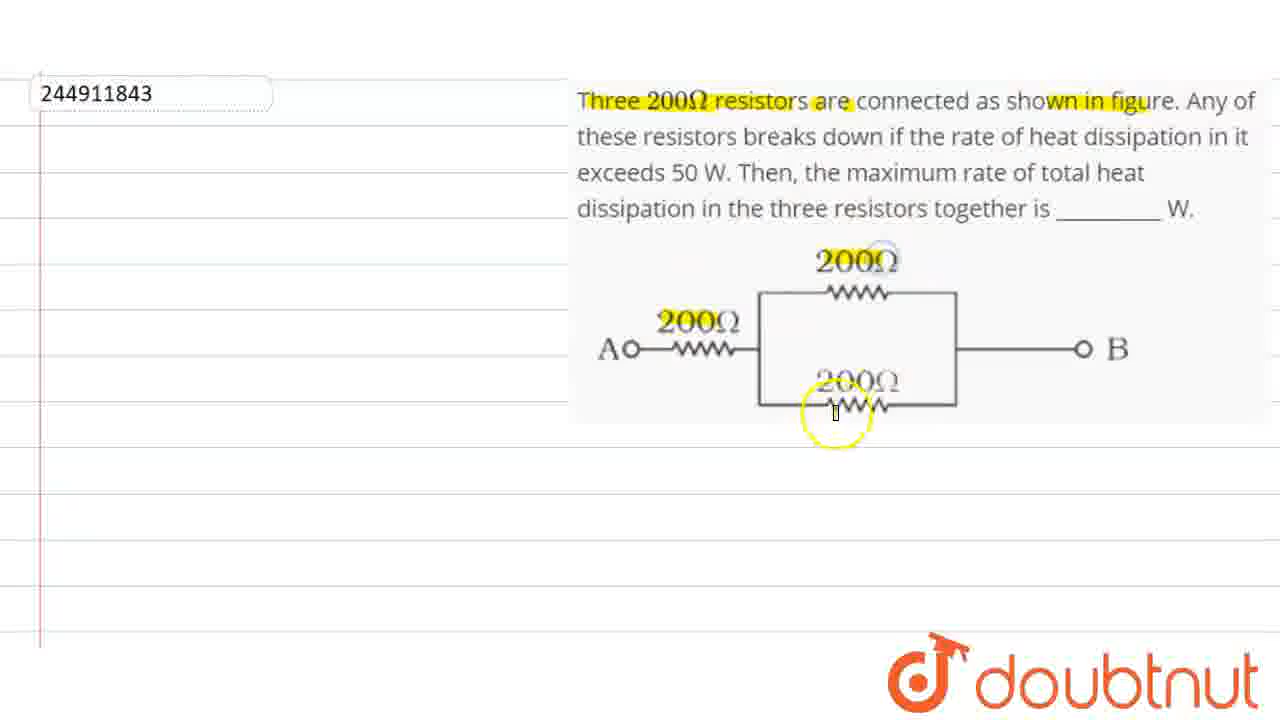 244911843
Three 200Ω resistors are connected as shown in figure. Any of
these resistors breaks down if the rate of heat dissipation in it
exceeds 50 W. Then, the maximum rate of total heat
dissipation in the three resistors together is _________ W.
200Ω
200Ω
A
B
200Ω
doubtnut